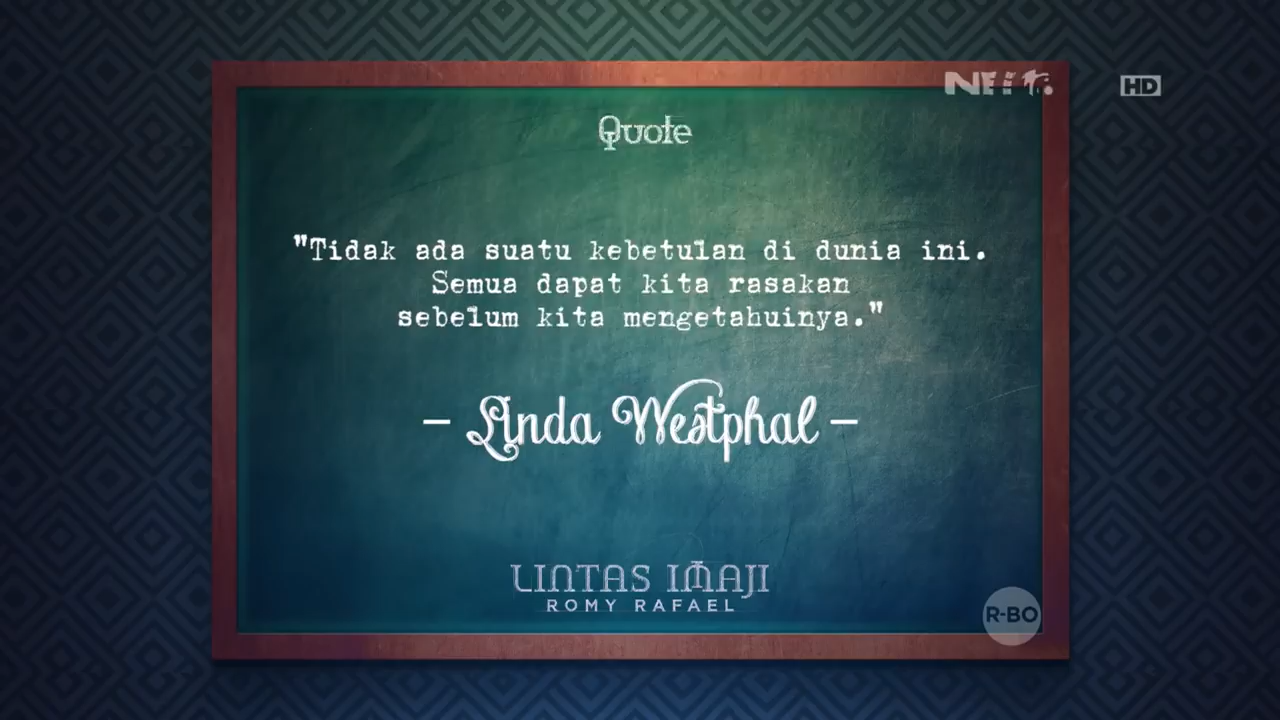 HD
Quote
"Tidak ada suatu kebetulan di dunia ini.
Semua dapat kita rasakan
sebelum kita mengetahuinya."
– Linda Westphal –
LINTAS IMAJI
ROMY RAFAEL
R-BO